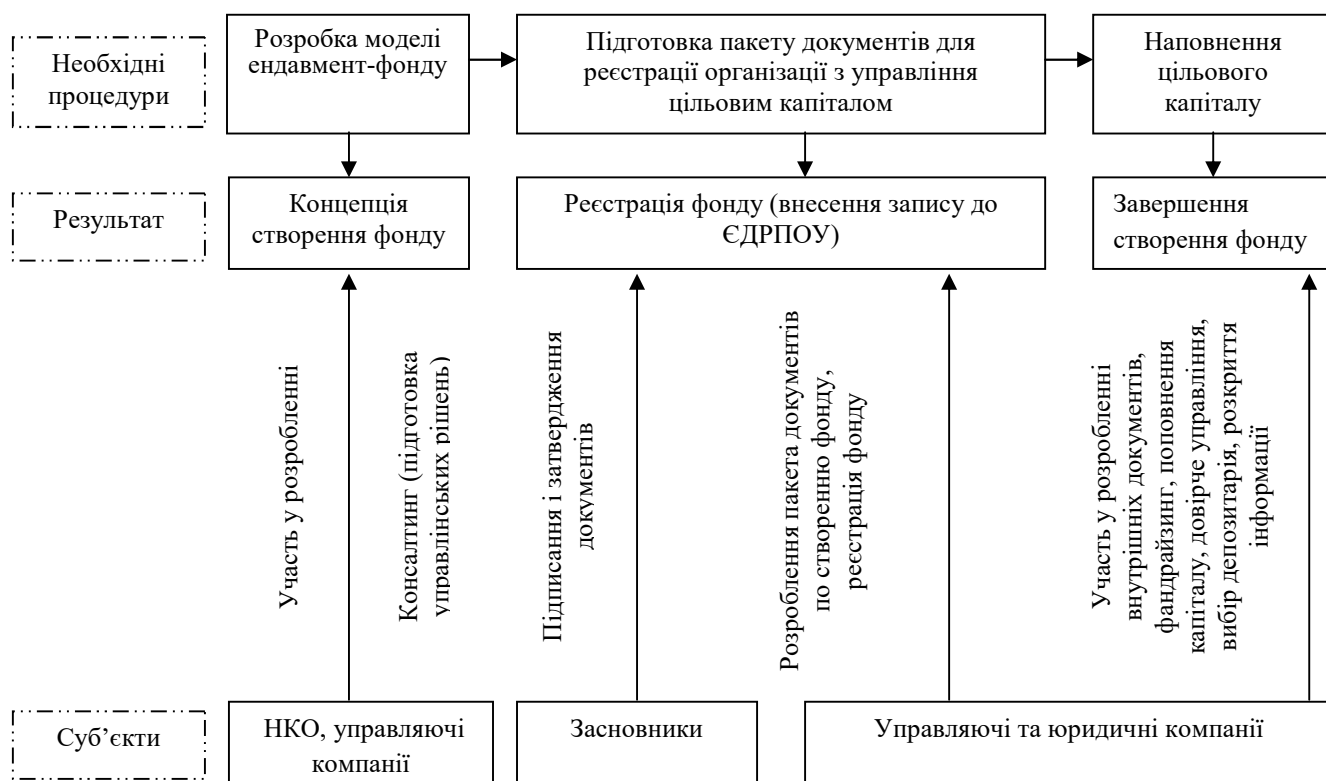 Необхідні
процедури
Розробка моделі
ендавмент-фонду
Підготовка пакету документів для
реєстрації організації з управління
цільовим капіталом
Наповнення
цільового
капіталу
Результат
Концепція
створення фонду
Реєстрація фонду (внесення запису до
ЄДРПОУ)
Завершення
створення фонду
Участь у розробленні
Консалтинг (підготовка
управлінських рішень)
Підписання і затвердження
документів
Розроблення пакета документів
по створенню фонду,
реєстрація фонду
Участь у розробленні
внутрішніх документів,
фандрайзинг, поповнення
капіталу, довірче управління,
вибір депозитарія, розкриття
інформації
Суб’єкти
НКО, управляючі
компанії
Засновники
Управляючі та юридичні компанії